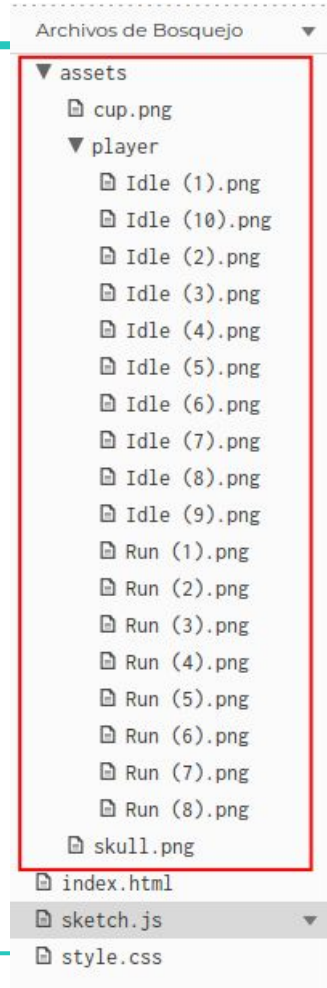 Archivos de Bosquejo
assets
cup.png
player
Idle (1).png
Idle (10).png
Idle (2).png
Idle (3).png
Idle (4).png
Idle (5).png
Idle (6).png
Idle (7).png
Idle (8).png
Idle (9).png
Run (1).png
Run (2).png
Run (3).png
Run (4).png
Run (5).png
Run (6).png
Run (7).png
Run (8).png
skull.png
index.html
sketch.js
style.css